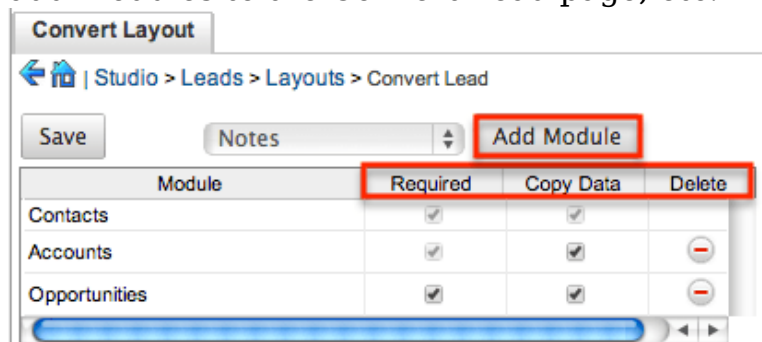 Convert Layout
| Studio > Leads > Layouts > Convert Lead
Save Notes Add Module
Module Required Copy Data Delete
Contacts
Accounts
Opportunities